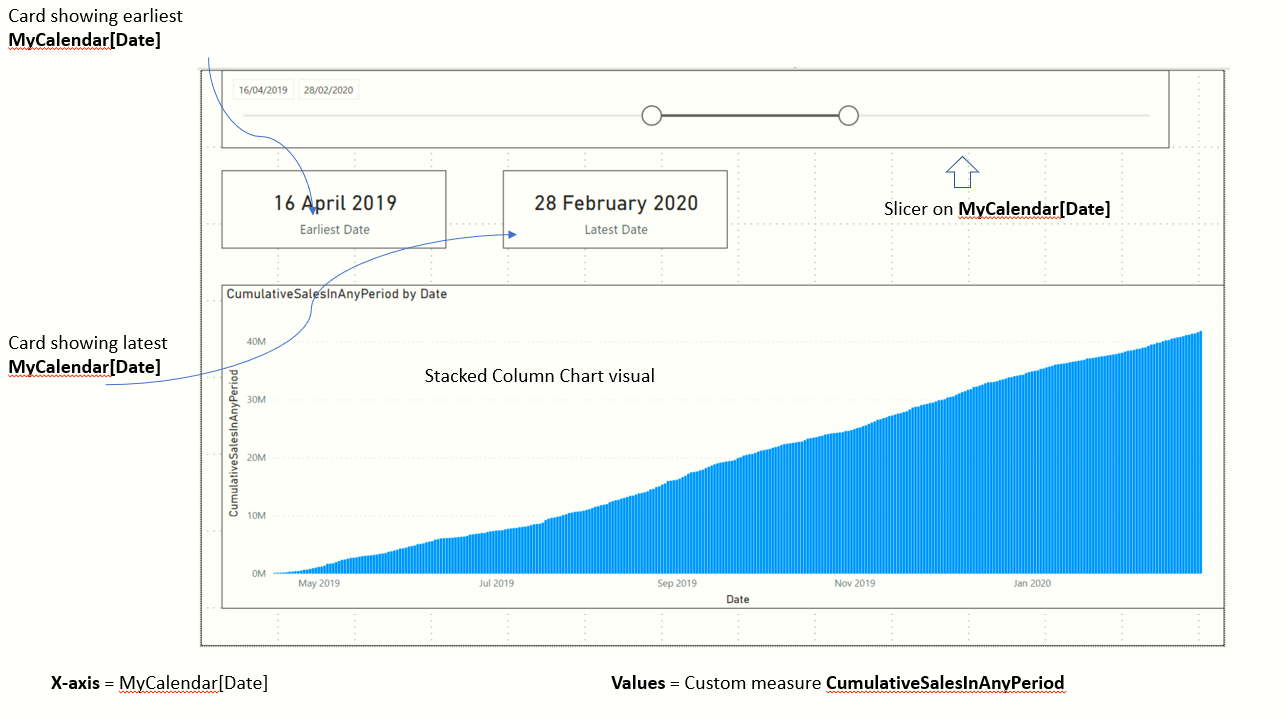 Card showing earliest
MyCalendar[Date]
16/04/2019 28/02/2020
16 April 2019
Earliest Date
28 February 2020
Latest Date
Slicer on MyCalendar[Date]
CumulativeSalesInAnyPeriod by Date
Card showing latest
MyCalendar[Date]
Stacked Column Chart visual
CumulativeSalesInAnyPeriod
40M
30M
20M
10M
0M
May 2019 Jul 2019 Sep 2019 Nov 2019 Jan 2020
Date
X-axis = MyCalendar[Date]
Values = Custom measure CumulativeSalesInAnyPeriod